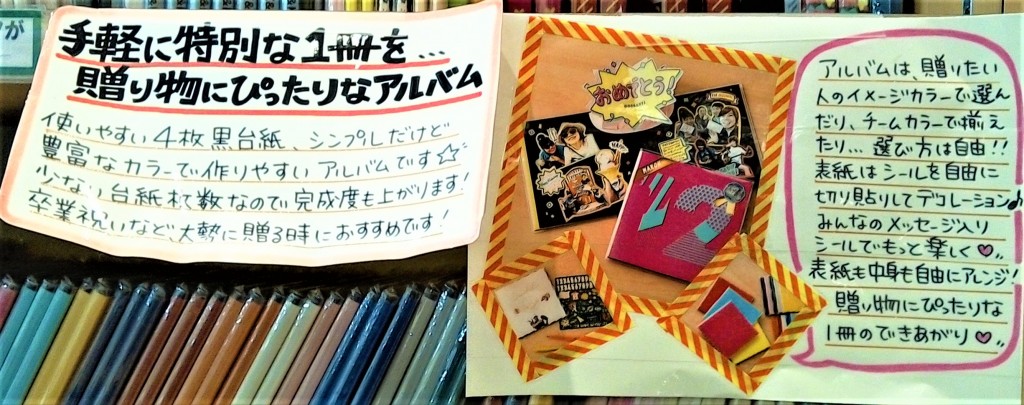 が
手軽に特別な1冊を…
贈り物にぴったりなアルバム
使いやすい4枚黒台紙、シンプルだけど
豊富なカラーで作りやすいアルバムです☆
少ない台紙枚数なので完成度も上がります!
卒業祝いなど、大勢に贈る時におすすめです!
おめでとう!
アルバムは、贈りたい
人のイメージカラーで選ん
だり、チームカラーで揃え
たり… 選び方は自由!!
表紙はシールを自由に
切り貼りしてデコレーション♪
みんなのメッセージ入り
シールでもっと楽しく♥
表紙も中身も自由にアレンジ!
贈り物にぴったりな
1冊のできあがり♥